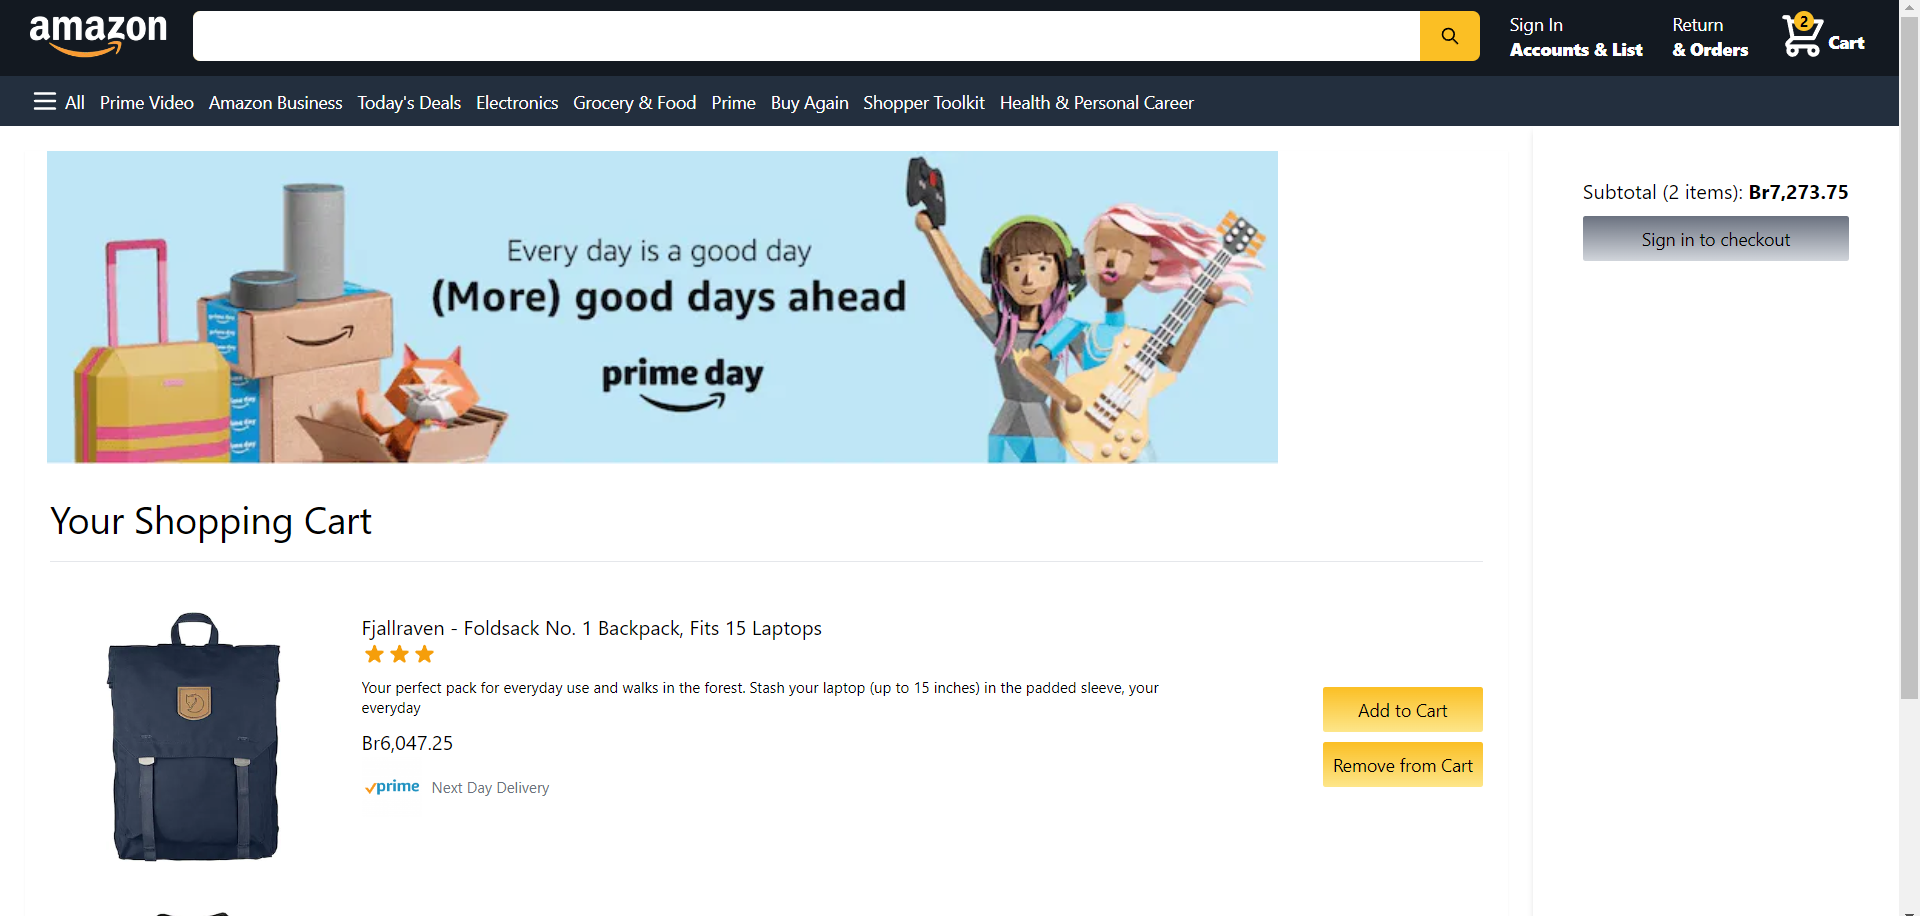 amazon
Sign In
Accounts & List
Return
& Orders
2
Cart
All Prime Video Amazon Business Today's Deals Electronics Grocery & Food Prime Buy Again Shopper Toolkit Health & Personal Career
Every day is a good day
(More) good days ahead
prime day
Subtotal (2 items): Br7,273.75
Sign in to checkout
Your Shopping Cart
Fjallraven - Foldsack No. 1 Backpack, Fits 15 Laptops
Your perfect pack for everyday use and walks in the forest. Stash your laptop (up to 15 inches) in the padded sleeve, your
everyday
Br6,047.25
prime Next Day Delivery
Add to Cart
Remove from Cart